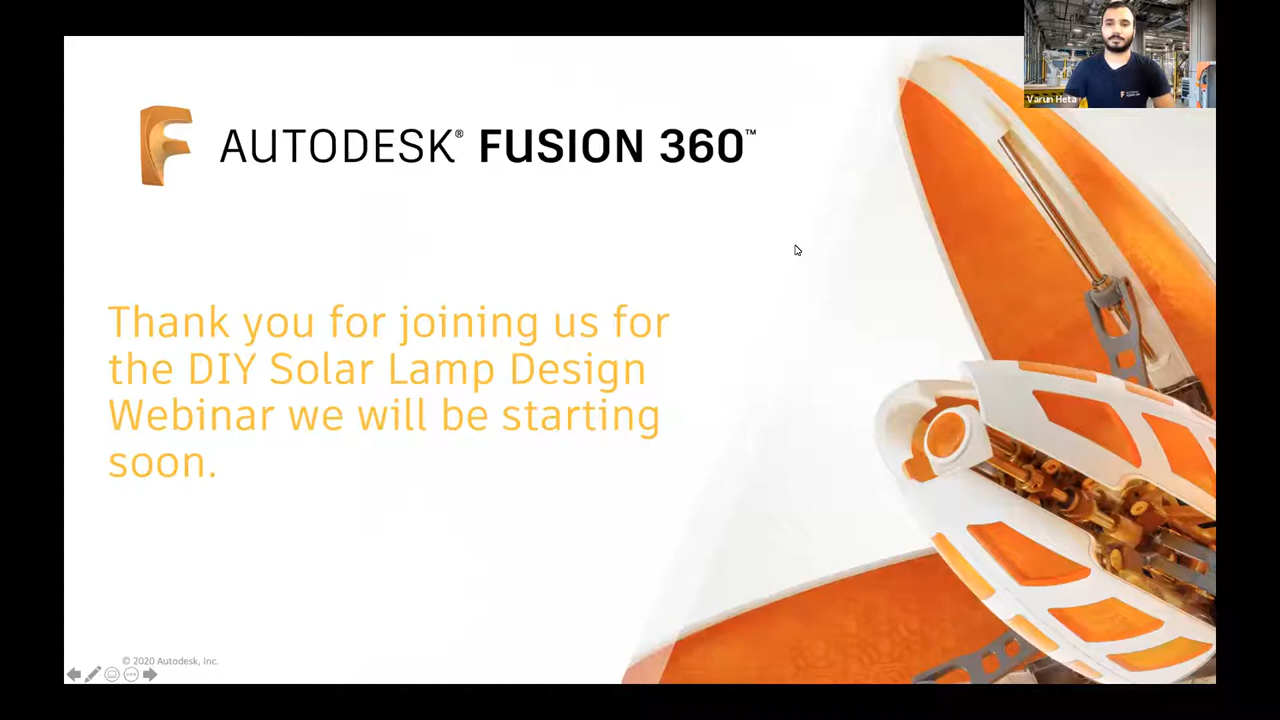 Varun Heta
AUTODESK® FUSION 360™
Thank you for joining us for
the DIY Solar Lamp Design
Webinar we will be starting
soon.
© 2020 Autodesk, Inc.